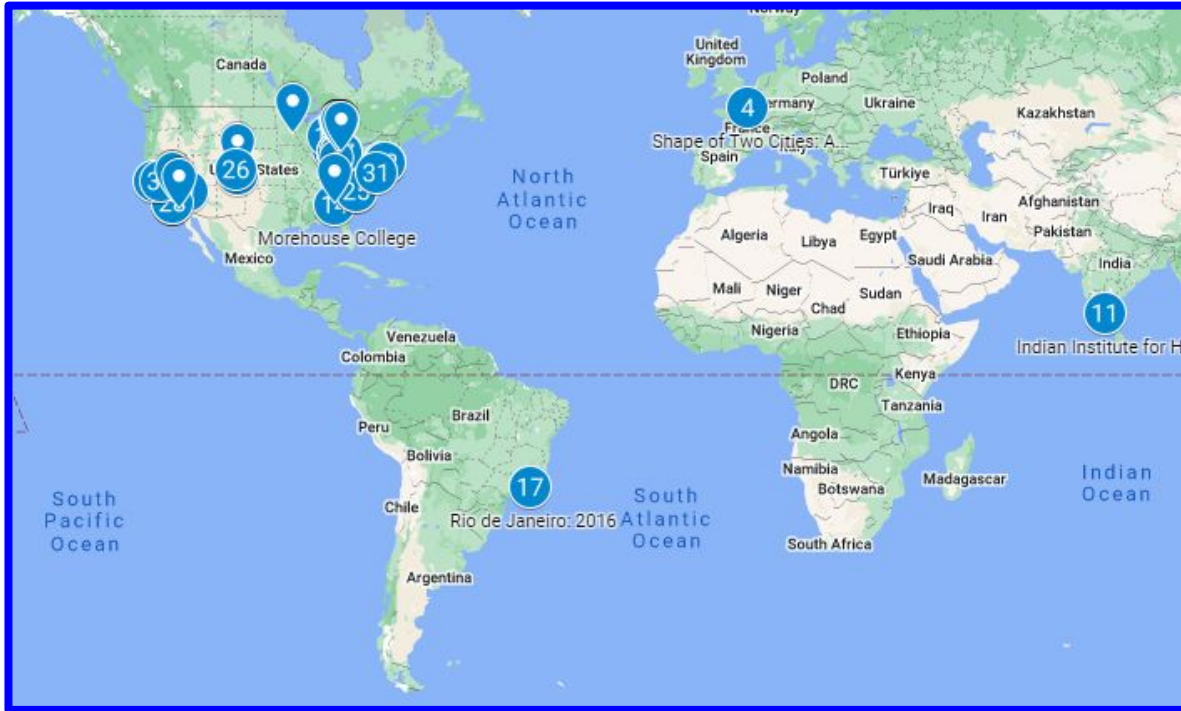 Norway
United
Kingdom
Canada
Poland
4
ermany
Ukraine
Kazakhstan
France
Shape of Two Cities: A...
Italy
Spain
26
States
31
North
Atlantic
Ocean
Türkiye
Iraq
Iran
Afghanistan
Pakistan
Morehouse College
Mexico
Algeria
Libya
Egypt
Saudi Arabia
India
Mali
Niger
Chad
Sudan
11
Venezuela
Nigeria
Ethiopia
Indian Institute for H
Colombia
Kenya
DRC
Tanzania
Brazil
Peru
Angola
Bolivia
Namibia
Botswana
Madagascar
Indian
Ocean
17
South
Pacific
Ocean
Chile
Rio de Janeiro: 2016
South
Atlantic
Ocean
South Africa
Argentina